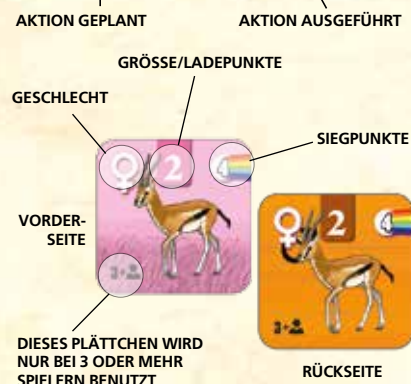 AKTION GEPLANT
AKTION AUSGEFÜHRT
GRÖSSE/LADEPUNKTE
GESCHLECHT
SIEGPUNKTE
♀ 2 4
VORDER-
SEITE
3+
♀ 2 4
3+
DIESES PLÄTTCHEN WIRD
NUR BEI 3 ODER MEHR
SPIELERN BENUTZT
RÜCKSEITE